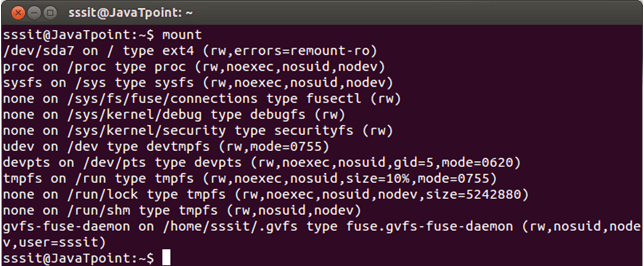 sssit@JavaTpoint: ~
sssit@JavaTpoint:~$ mount
/dev/sda7 on / type ext4 (rw,errors=remount-ro)
proc on /proc type proc (rw,noexec,nosuid,nodev)
sysfs on /sys type sysfs (rw,noexec,nosuid,nodev)
none on /sys/fs/fuse/connections type fusectl (rw)
none on /sys/kernel/debug type debugfs (rw)
none on /sys/kernel/security type securityfs (rw)
udev on /dev type devtmpfs (rw,mode=0755)
devpts on /dev/pts type devpts (rw,noexec,nosuid,gid=5,mode=0620)
tmpfs on /run type tmpfs (rw,noexec,nosuid,size=10%,mode=0755)
none on /run/lock type tmpfs (rw,noexec,nosuid,nodev,size=5242880)
none on /run/shm type tmpfs (rw,nosuid,nodev)
gvfs-fuse-daemon on /home/sssit/.gvfs type fuse.gvfs-fuse-daemon (rw,nosuid,node
v,user=sssit)
sssit@JavaTpoint:~$